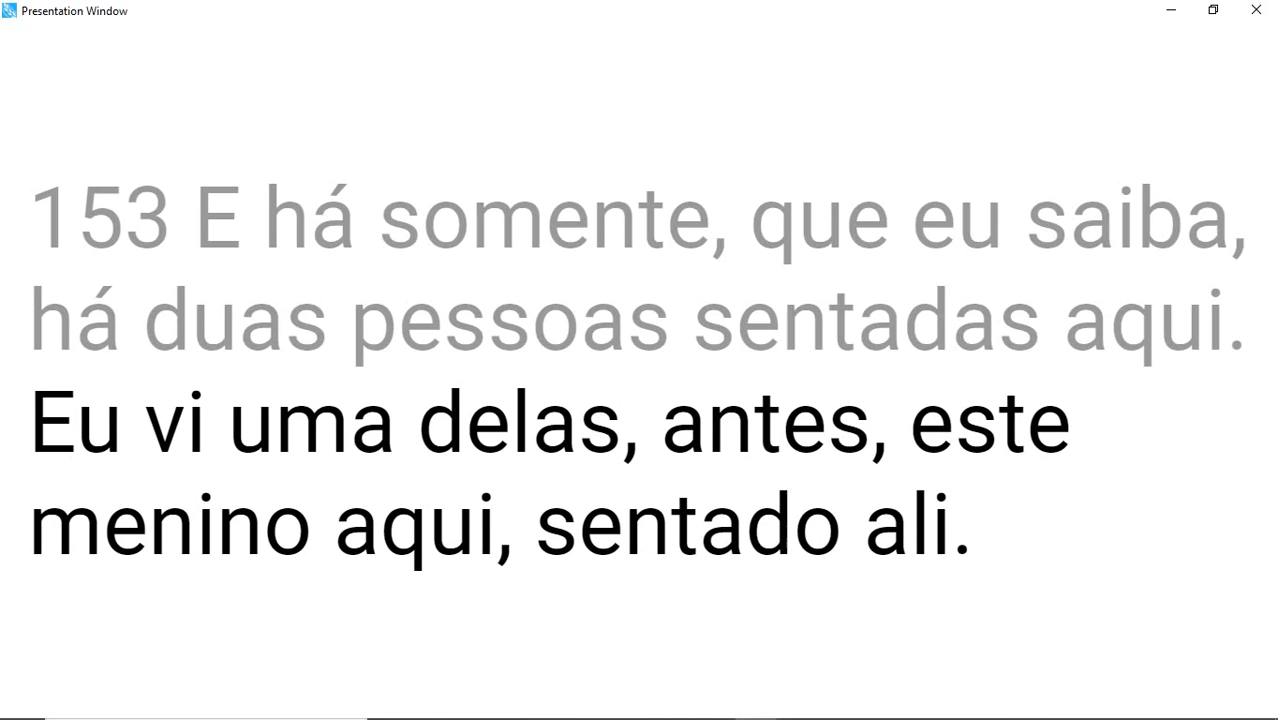 Presentation Window
153 E há somente, que eu saiba,
há duas pessoas sentadas aqui.
Eu vi uma delas, antes, este
menino aqui, sentado ali.